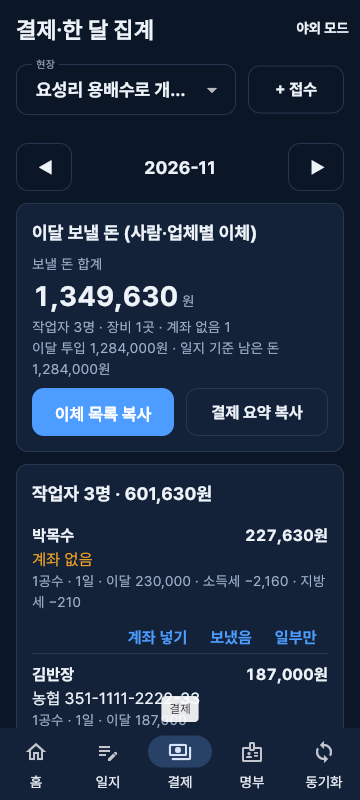 결제·한 달 집계
야외 모드
현장
요성리 용배수로 개...
+ 접수
◀ 2026-11 ▶
이달 보낼 돈 (사람·업체별 이체)
보낼 돈 합계
1,349,630 원
작업자 3명 · 장비 1곳 · 계좌 없음 1
이달 투입 1,284,000원 · 일지 기준 남은 돈
1,284,000원
이체 목록 복사
결제 요약 복사
작업자 3명 · 601,630원
박목수 227,630원
계좌 없음
1공수 · 1일 · 이달 230,000 · 소득세 −2,160 · 지방
세 −210
계좌 넣기 보냈음 일부만
김반장 187,000원
농협 351-1111-2222-33
1공수 · 1일 · 이달 187,000
결제
홈 일지 결제 명부 동기화